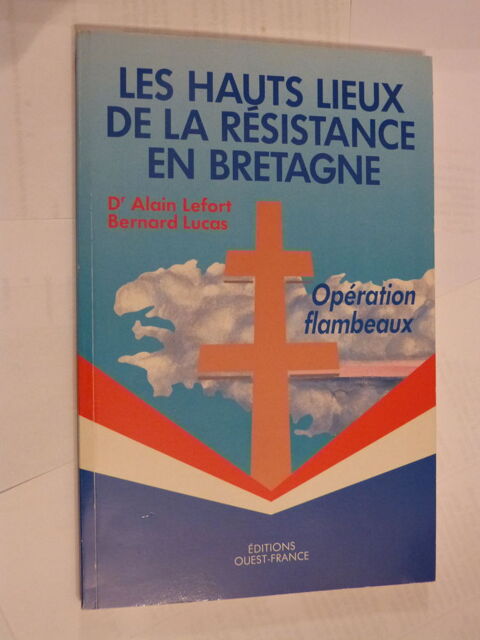 LES HAUTS LIEUX
DE LA RÉSISTANCE
EN BRETAGNE
Dr Alain Lefort
Bernard Lucas
Opération
flambeaux
ÉDITIONS
OUEST-FRANCE